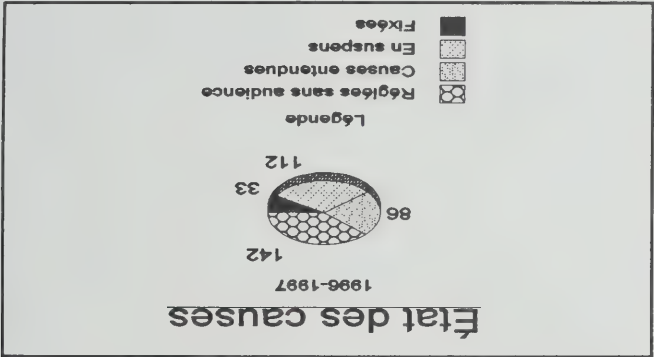 État des causes
1996-1997
142
86
33
112
Légende
Réglées sans audience
Causes entendues
En suspens
Fixées